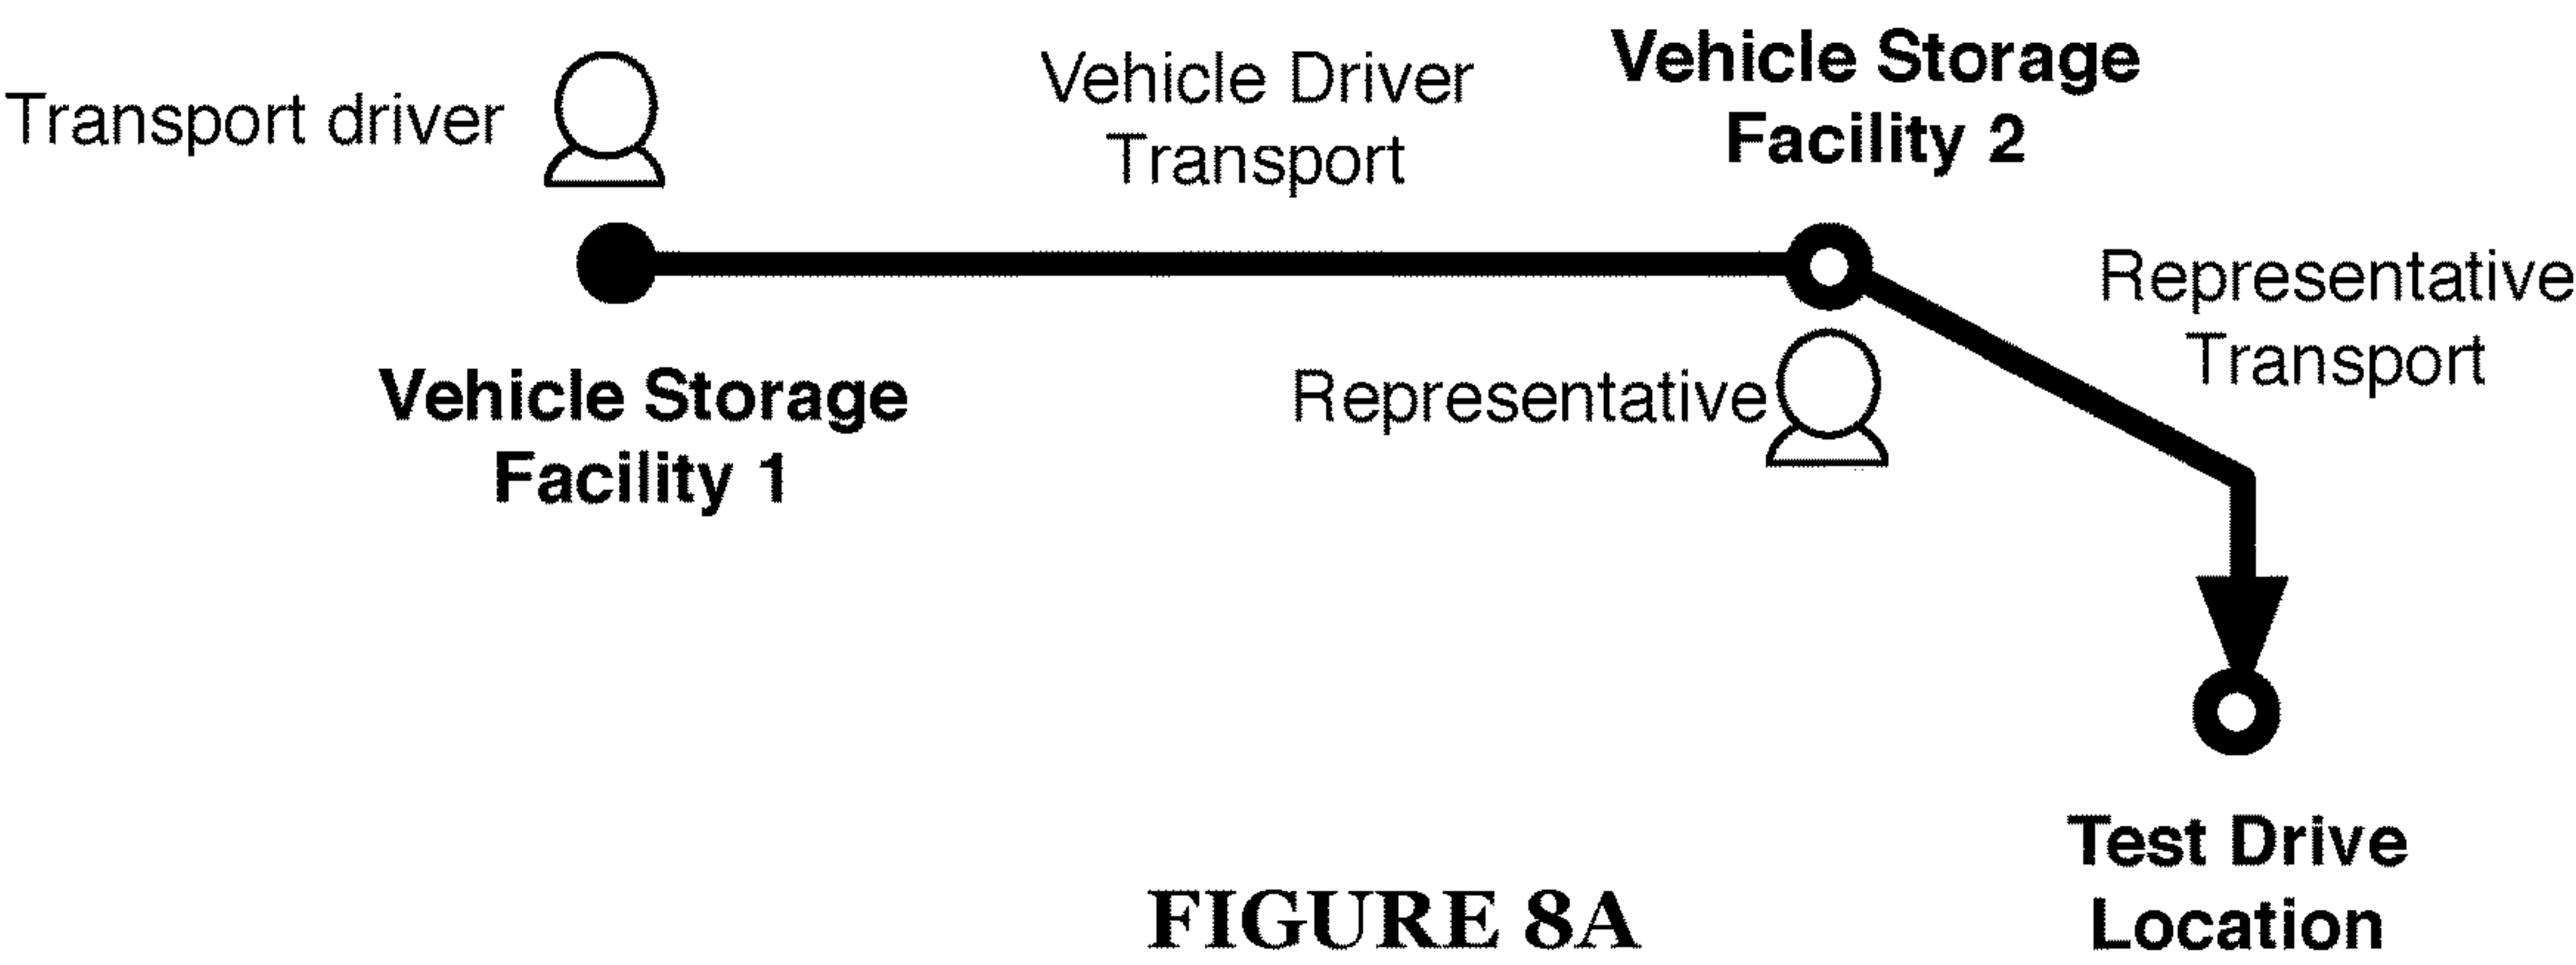 Transport driver
Vehicle Driver
Transport
Vehicle Storage
Facility 2
Vehicle Storage
Facility 1
Representative
Representative
Transport
Test Drive
Location
FIGURE 8A